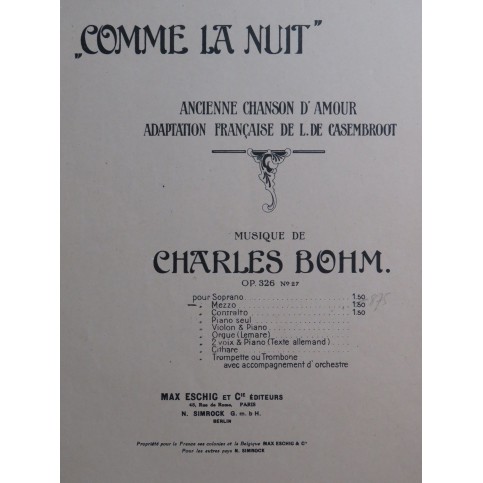 „COMME LA NUIT"
ANCIENNE CHANSON D'AMOUR
ADAPTATION FRANÇAISE DE L. DE CASEMBROOT
MUSIQUE DE
CHARLES BOHM.
OP. 326 No 27
pour Soprano 1.50
— „ Mezzo 1.50
„ Contralto 1.50
„ Piano seul
„ Violon & Piano
„ Orgue (Lemare)
„ 2 voix & Piano (Texte allemand)
„ Cithare
„ Trompette ou Trombone
avec accompagnement d'orchestre
MAX ESCHIG ET Cie ÉDITEURS
48, Rue de Rome, PARIS
N. SIMROCK G. m b H.
BERLIN
Propriété pour la France ses colonies et la Belgique MAX ESCHIG & Cie
Pour les autres pays N. SIMROCK